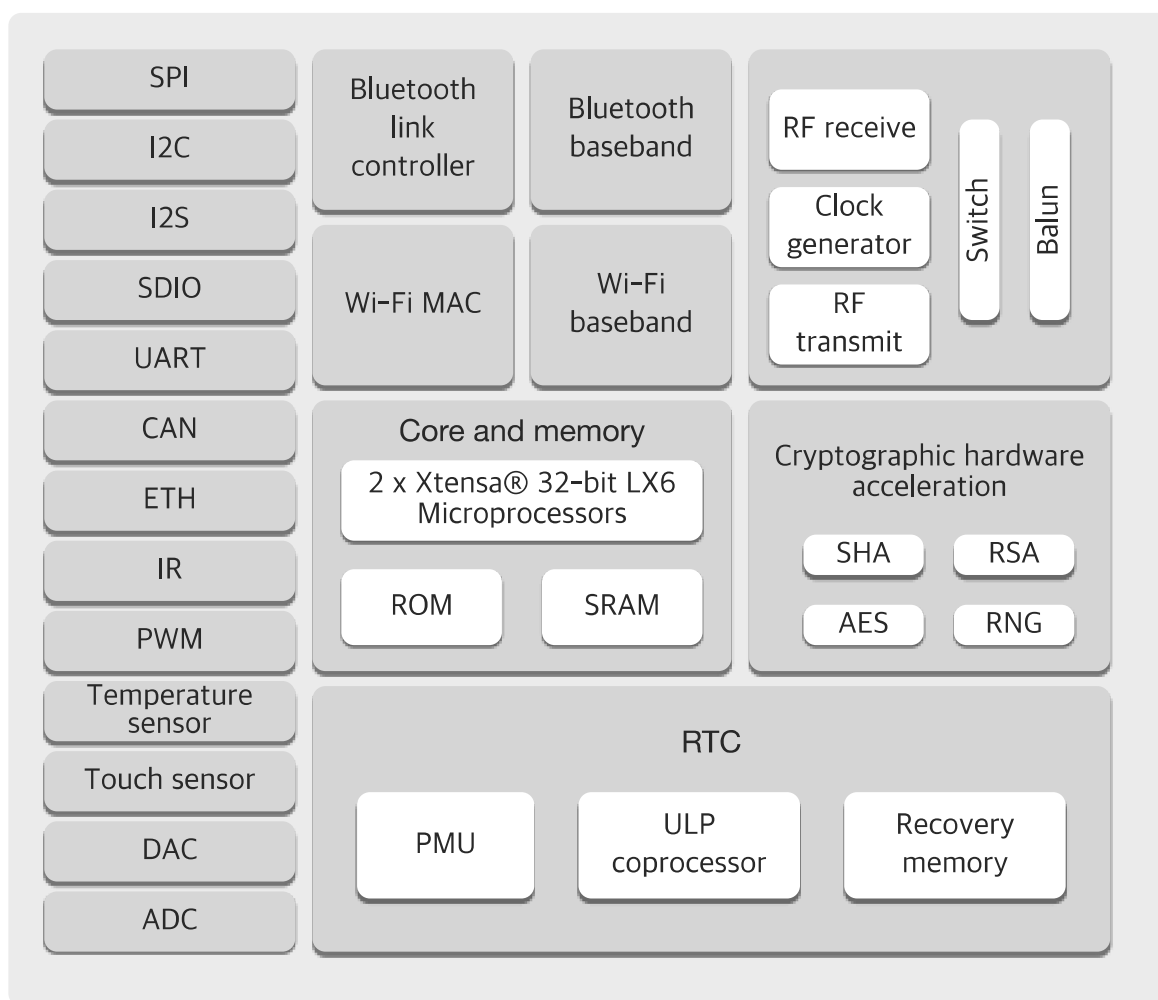 SPI
I2C
I2S
SDIO
UART
CAN
ETH
IR
PWM
Temperature
sensor
Touch sensor
DAC
ADC
Bluetooth
link
controller
Bluetooth
baseband
Wi-Fi MAC
Wi-Fi
baseband
RF receive
Clock
generator
RF
transmit
Switch
Balun
Core and memory
2 x Xtensa® 32-bit LX6
Microprocessors
ROM
SRAM
Cryptographic hardware
acceleration
SHA
RSA
AES
RNG
RTC
PMU
ULP
coprocessor
Recovery
memory